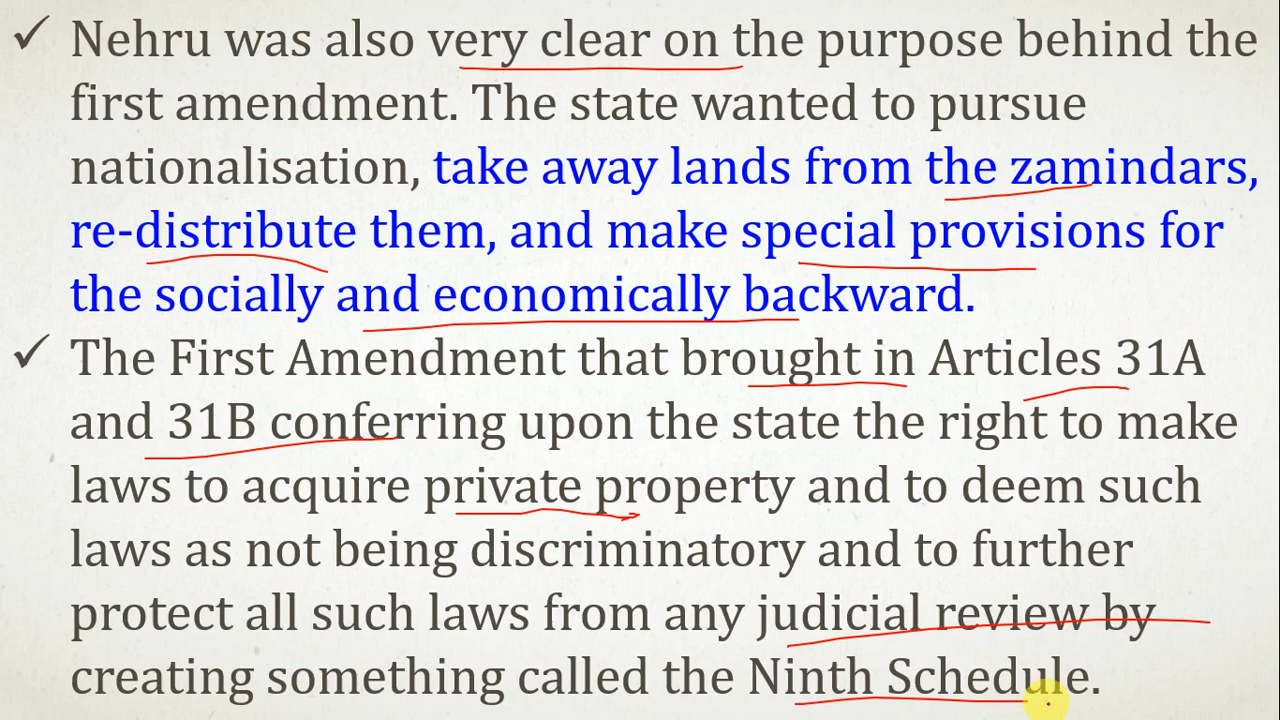 ✓ Nehru was also very clear on the purpose behind the
first amendment. The state wanted to pursue
nationalisation, take away lands from the zamindars,
re-distribute them, and make special provisions for
the socially and economically backward.
✓ The First Amendment that brought in Articles 31A
and 31B conferring upon the state the right to make
laws to acquire private property and to deem such
laws as not being discriminatory and to further
protect all such laws from any judicial review by
creating something called the Ninth Schedule.